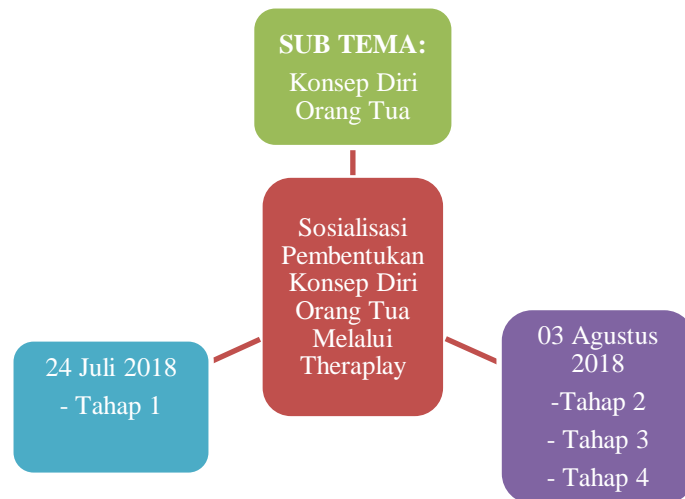 SUB TEMA:
Konsep Diri
Orang Tua
Sosialisasi
Pembentukan
Konsep Diri
Orang Tua
Melalui
Theraplay
24 Juli 2018
- Tahap 1
03 Agustus
2018
-Tahap 2
- Tahap 3
- Tahap 4